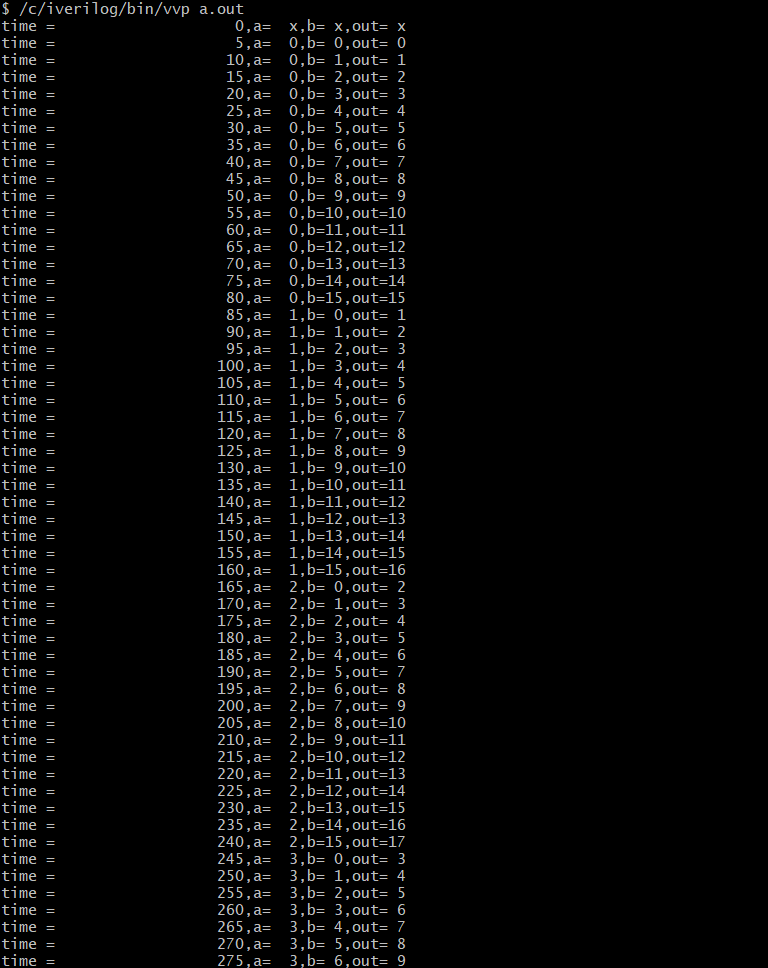 $ /c/iverilog/bin/vvp a.out
time =                    0,a=  x,b= x,out= x
time =                    5,a=  0,b= 0,out= 0
time =                   10,a=  0,b= 1,out= 1
time =                   15,a=  0,b= 2,out= 2
time =                   20,a=  0,b= 3,out= 3
time =                   25,a=  0,b= 4,out= 4
time =                   30,a=  0,b= 5,out= 5
time =                   35,a=  0,b= 6,out= 6
time =                   40,a=  0,b= 7,out= 7
time =                   45,a=  0,b= 8,out= 8
time =                   50,a=  0,b= 9,out= 9
time =                   55,a=  0,b=10,out=10
time =                   60,a=  0,b=11,out=11
time =                   65,a=  0,b=12,out=12
time =                   70,a=  0,b=13,out=13
time =                   75,a=  0,b=14,out=14
time =                   80,a=  0,b=15,out=15
time =                   85,a=  1,b= 0,out= 1
time =                   90,a=  1,b= 1,out= 2
time =                   95,a=  1,b= 2,out= 3
time =                  100,a=  1,b= 3,out= 4
time =                  105,a=  1,b= 4,out= 5
time =                  110,a=  1,b= 5,out= 6
time =                  115,a=  1,b= 6,out= 7
time =                  120,a=  1,b= 7,out= 8
time =                  125,a=  1,b= 8,out= 9
time =                  130,a=  1,b= 9,out=10
time =                  135,a=  1,b=10,out=11
time =                  140,a=  1,b=11,out=12
time =                  145,a=  1,b=12,out=13
time =                  150,a=  1,b=13,out=14
time =                  155,a=  1,b=14,out=15
time =                  160,a=  1,b=15,out=16
time =                  165,a=  2,b= 0,out= 2
time =                  170,a=  2,b= 1,out= 3
time =                  175,a=  2,b= 2,out= 4
time =                  180,a=  2,b= 3,out= 5
time =                  185,a=  2,b= 4,out= 6
time =                  190,a=  2,b= 5,out= 7
time =                  195,a=  2,b= 6,out= 8
time =                  200,a=  2,b= 7,out= 9
time =                  205,a=  2,b= 8,out=10
time =                  210,a=  2,b= 9,out=11
time =                  215,a=  2,b=10,out=12
time =                  220,a=  2,b=11,out=13
time =                  225,a=  2,b=12,out=14
time =                  230,a=  2,b=13,out=15
time =                  235,a=  2,b=14,out=16
time =                  240,a=  2,b=15,out=17
time =                  245,a=  3,b= 0,out= 3
time =                  250,a=  3,b= 1,out= 4
time =                  255,a=  3,b= 2,out= 5
time =                  260,a=  3,b= 3,out= 6
time =                  265,a=  3,b= 4,out= 7
time =                  270,a=  3,b= 5,out= 8
time =                  275,a=  3,b= 6,out= 9